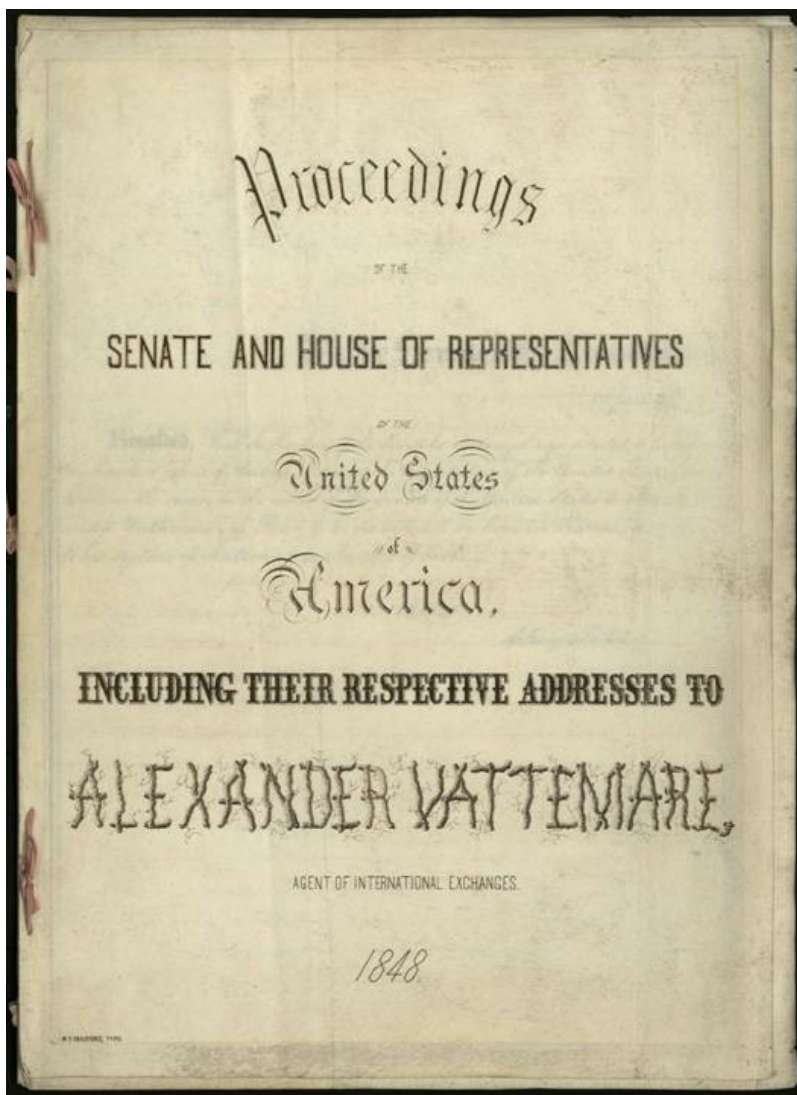 Proceedings
OF THE
SENATE AND HOUSE OF REPRESENTATIVES
OF THE
United States
of
America,
INCLUDING THEIR RESPECTIVE ADDRESSES TO
ALEXANDER VATTEMARE,
AGENT OF INTERNATIONAL EXCHANGES.
1848